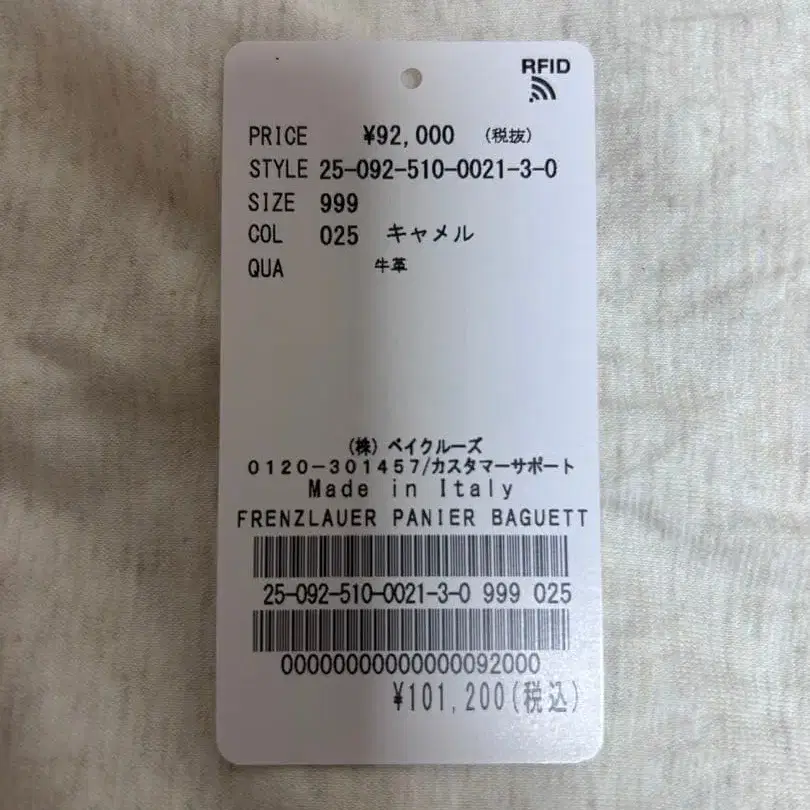 RFID
PRICE ¥92,000 (税抜)
STYLE 25-092-510-0021-3-0
SIZE 999
COL 025 キャメル
QUA 牛革
(株) ベイクルーズ
0120-301457/カスタマーサポート
Made in Italy
FRENZLAUER PANIER BAGUETT
25-092-510-0021-3-0 999 025
00000000000000092000
¥101,200(税込)